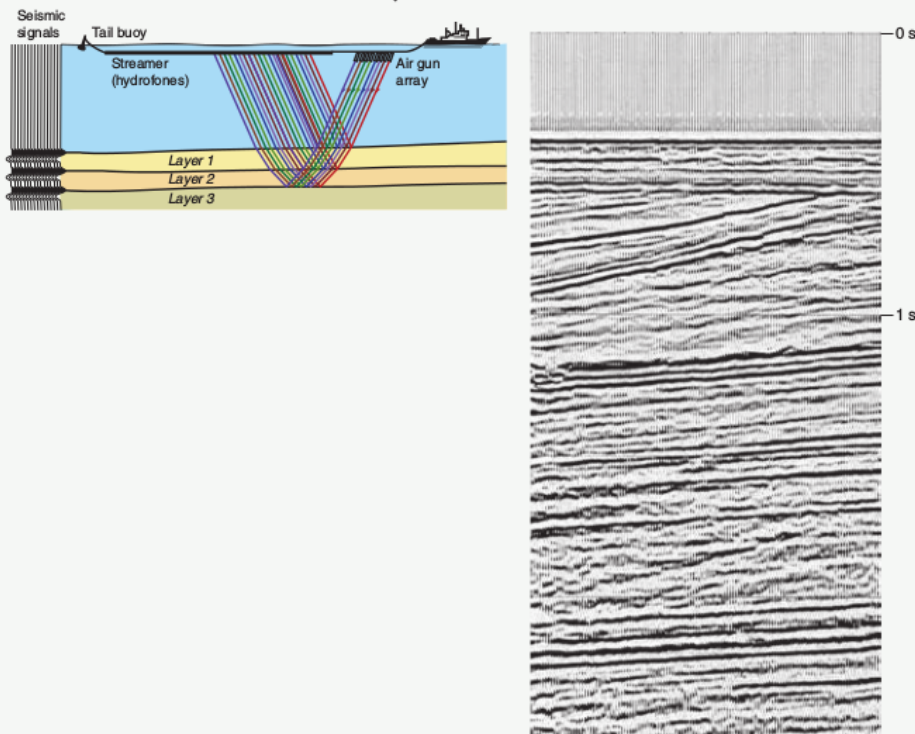 Seismic
signals
Tail buoy
Streamer
(hydrofones)
Air gun
array
Layer 1
Layer 2
Layer 3
0 s
1 s